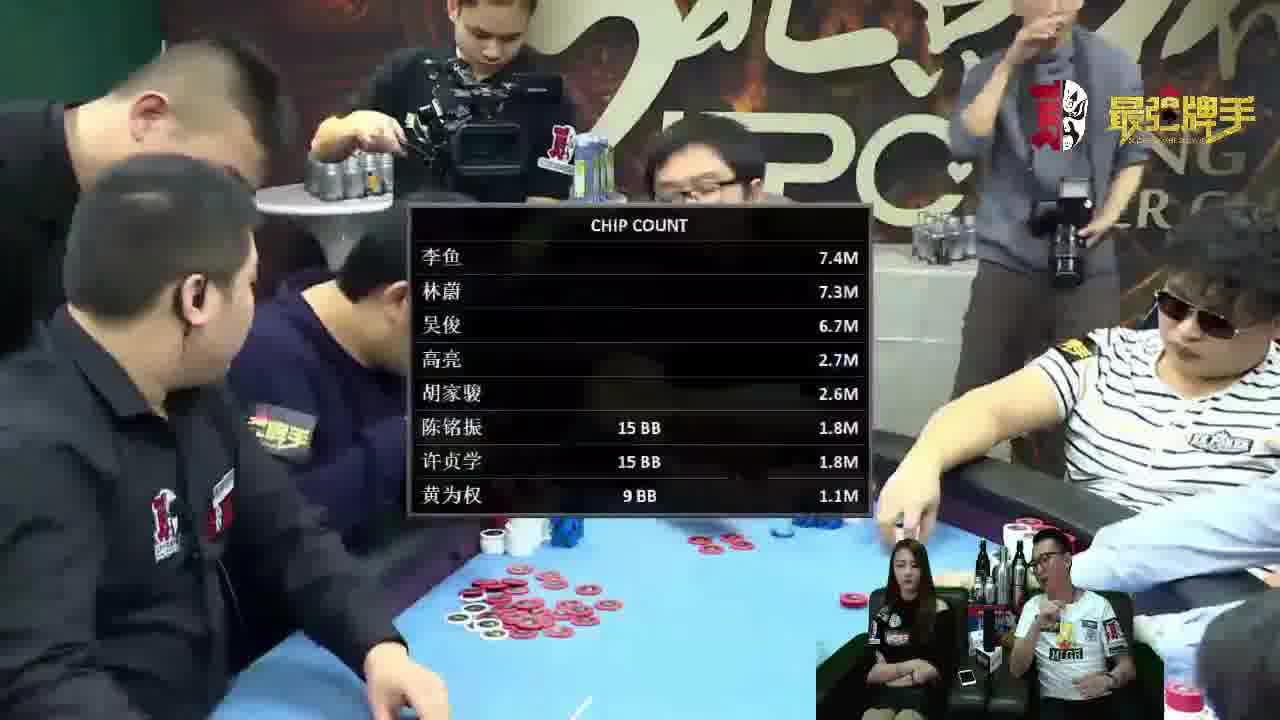 最强牌手
CHIP COUNT
李鱼 7.4M
林蔚 7.3M
吴俊 6.7M
高亮 2.7M
胡家骏 2.6M
陈铭振 15 BB 1.8M
许贞学 15 BB 1.8M
黄为权 9 BB 1.1M